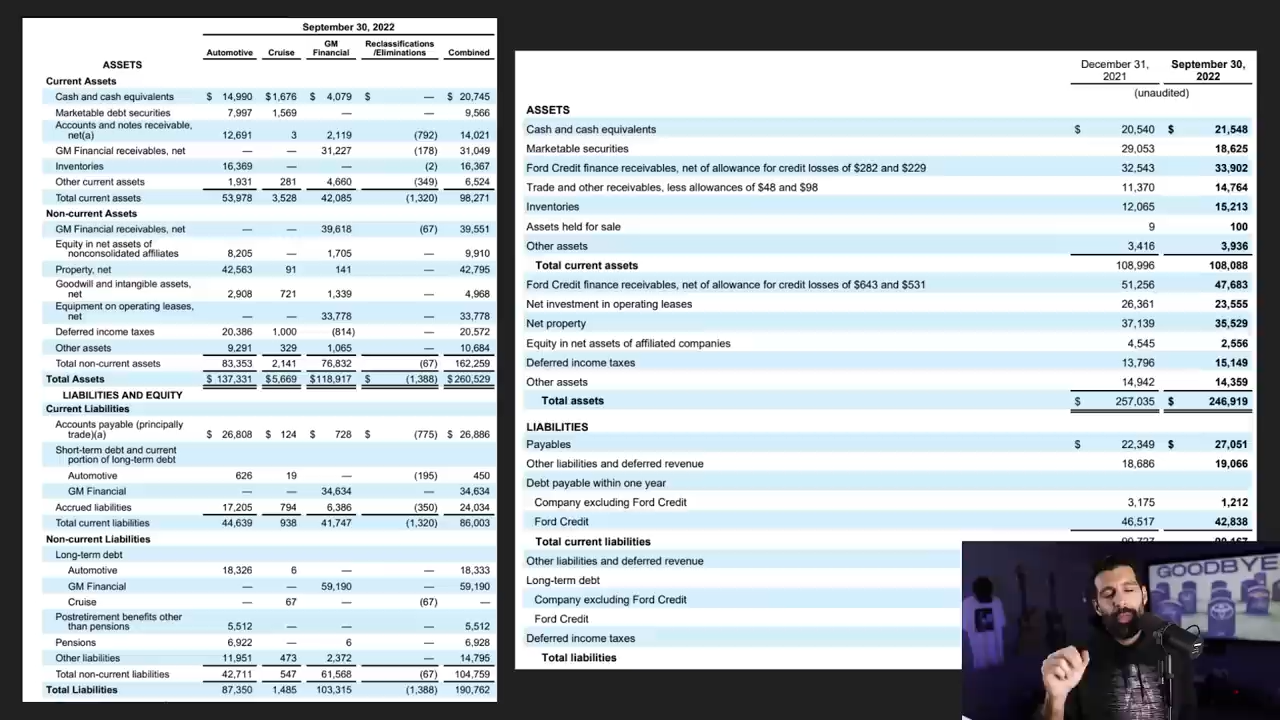 September 30, 2022
Automotive Cruise GM Financial Reclassifications /Eliminations Combined
ASSETS
Current Assets
Cash and cash equivalents $ 14,990 $1,676 $ 4,079 $ — $ 20,745
Marketable debt securities 7,997 1,569 — — 9,566
Accounts and notes receivable, net(a) 12,691 3 2,119 (792) 14,021
GM Financial receivables, net — — 31,227 (178) 31,049
Inventories 16,369 — — (2) 16,367
Other current assets 1,931 281 4,660 (349) 6,524
Total current assets 53,978 3,528 42,085 (1,320) 98,271
Non-current Assets
GM Financial receivables, net — — 39,618 (67) 39,551
Equity in net assets of nonconsolidated affiliates 8,205 — 1,705 — 9,910
Property, net 42,563 91 141 — 42,795
Goodwill and intangible assets, net 2,908 721 1,339 — 4,968
Equipment on operating leases, net — — 33,778 — 33,778
Deferred income taxes 20,386 1,000 (814) — 20,572
Other assets 9,291 329 1,065 — 10,684
Total non-current assets 83,353 2,141 76,832 (67) 162,259
Total Assets $ 137,331 $5,669 $118,917 $ (1,388) $260,529
LIABILITIES AND EQUITY
Current Liabilities
Accounts payable (principally trade)(a) $ 26,808 $ 124 $ 728 $ (775) $ 26,886
Short-term debt and current portion of long-term debt
Automotive 626 19 — (195) 450
GM Financial — — 34,634 — 34,634
Accrued liabilities 17,205 794 6,386 (350) 24,034
Total current liabilities 44,639 938 41,747 (1,320) 86,003
Non-current Liabilities
Long-term debt
Automotive 18,326 6 — — 18,333
GM Financial — — 59,190 — 59,190
Cruise — 67 — (67) —
Postretirement benefits other than pensions 5,512 — — — 5,512
Pensions 6,922 — 6 — 6,928
Other liabilities 11,951 473 2,372 — 14,795
Total non-current liabilities 42,711 547 61,568 (67) 104,759
Total Liabilities 87,350 1,485 103,315 (1,388) 190,762
December 31, 2021 September 30, 2022
(unaudited)
ASSETS
Cash and cash equivalents $ 20,540 $ 21,548
Marketable securities 29,053 18,625
Ford Credit finance receivables, net of allowance for credit losses of $282 and $229 32,543 33,902
Trade and other receivables, less allowances of $48 and $98 11,370 14,764
Inventories 12,065 15,213
Assets held for sale 9 100
Other assets 3,416 3,936
Total current assets 108,996 108,088
Ford Credit finance receivables, net of allowance for credit losses of $643 and $531 51,256 47,683
Net investment in operating leases 26,361 23,555
Net property 37,139 35,529
Equity in net assets of affiliated companies 4,545 2,556
Deferred income taxes 13,796 15,149
Other assets 14,942 14,359
Total assets $ 257,035 $ 246,919
LIABILITIES
Payables $ 22,349 $ 27,051
Other liabilities and deferred revenue 18,686 19,066
Debt payable within one year
Company excluding Ford Credit 3,175 1,212
Ford Credit 46,517 42,838
Total current liabilities
Other liabilities and deferred revenue
Long-term debt
Company excluding Ford Credit
Ford Credit
Deferred income taxes
Total liabilities
GOODBYE